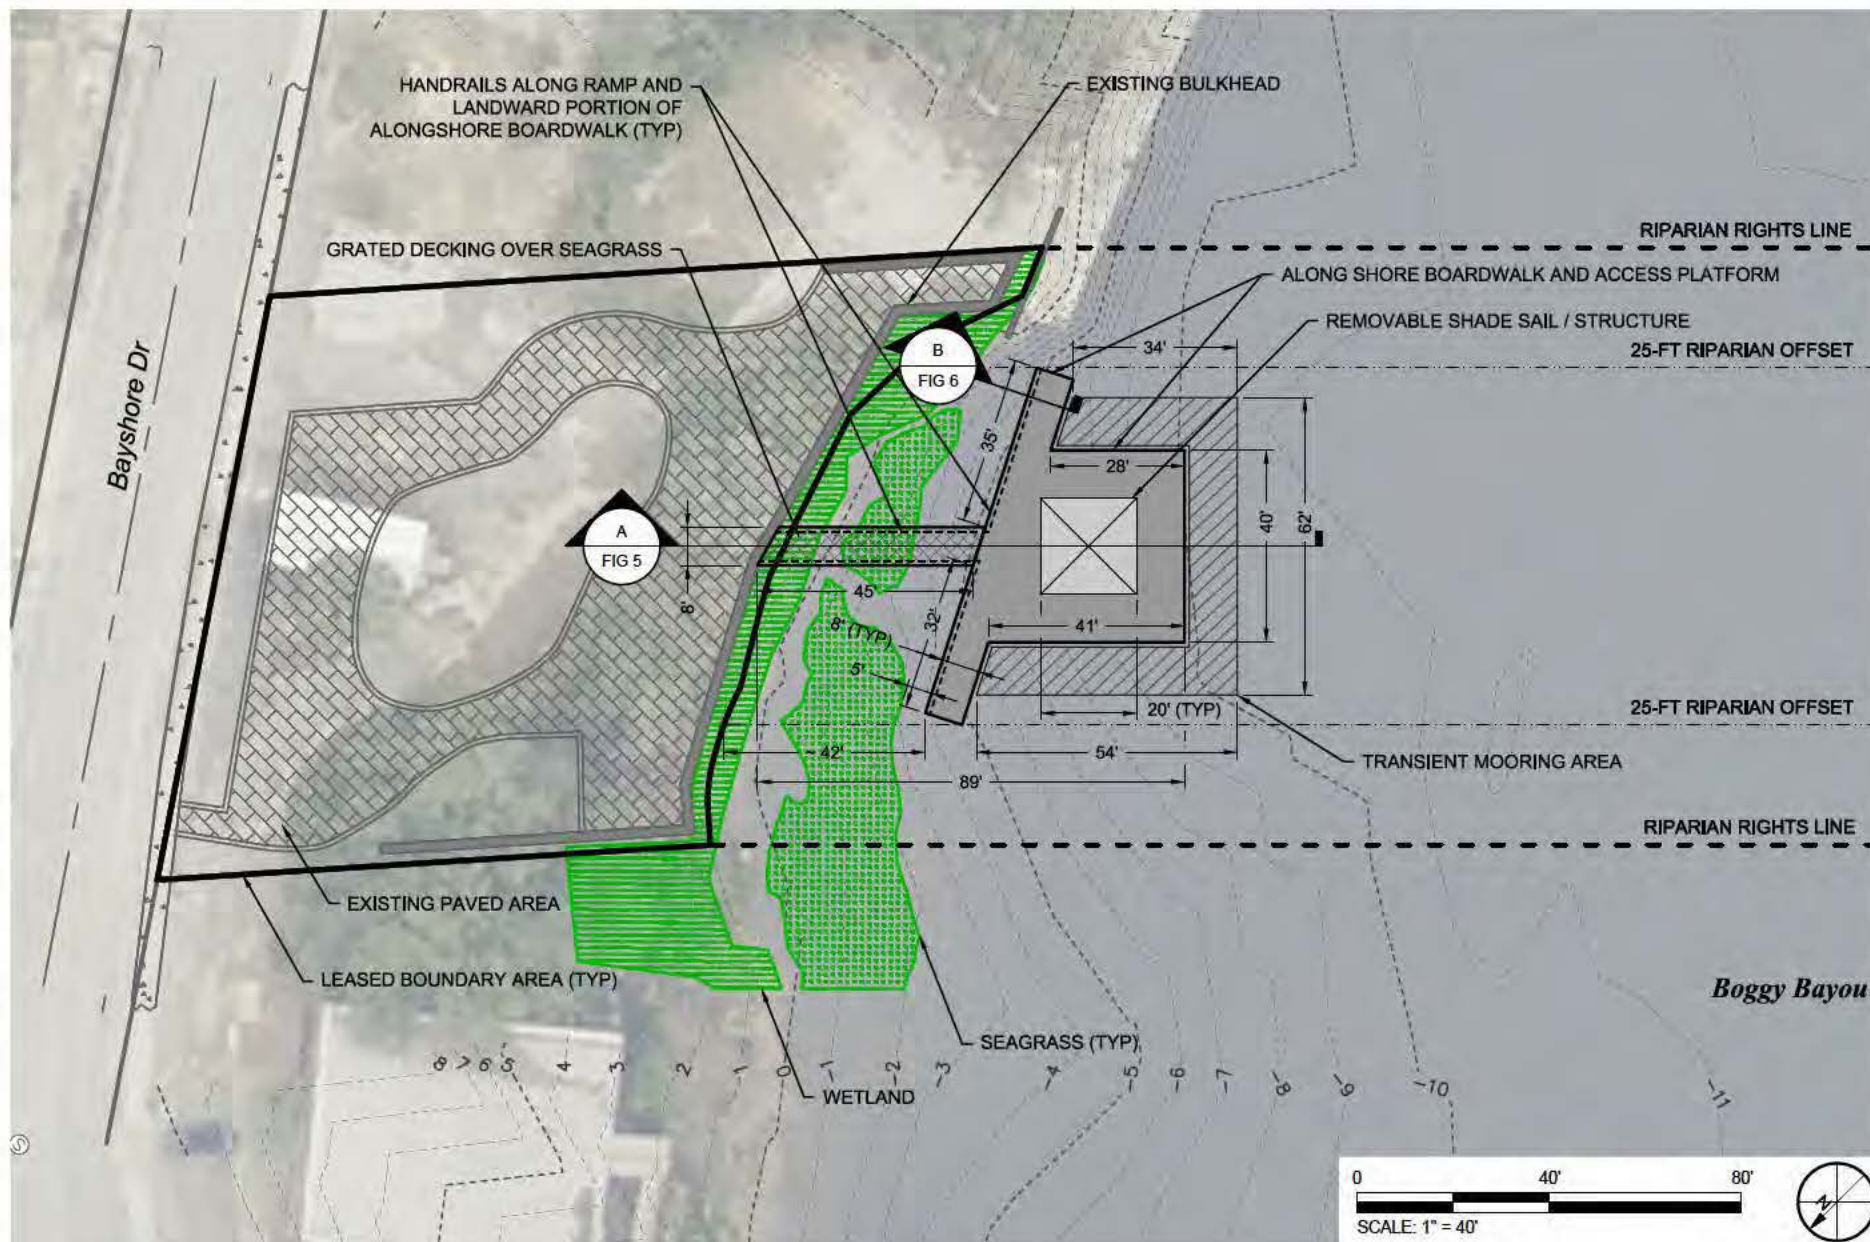 HANDRAILS ALONG RAMP AND
LANDWARD PORTION OF
ALONGSHORE BOARDWALK (TYP)
EXISTING BULKHEAD
GRATED DECKING OVER SEAGRASS
RIPARIAN RIGHTS LINE
ALONG SHORE BOARDWALK AND ACCESS PLATFORM
REMOVABLE SHADE SAIL / STRUCTURE
34'
25-FT RIPARIAN OFFSET
B
FIG 6
Bayshore Dr
35'
28'
A
FIG 5
40'
62'
8'
45'
32'
41'
8' (TYP)
5'
20' (TYP)
25-FT RIPARIAN OFFSET
42'
54'
TRANSIENT MOORING AREA
89'
RIPARIAN RIGHTS LINE
EXISTING PAVED AREA
LEASED BOUNDARY AREA (TYP)
Boggy Bayou
SEAGRASS (TYP)
8 7 6 5 4 3 2 1 0 -1 -2 -3 -4 -5 -6 -7 -8 -9 -10 -11
WETLAND
S
0 40' 80'
SCALE: 1" = 40'
N